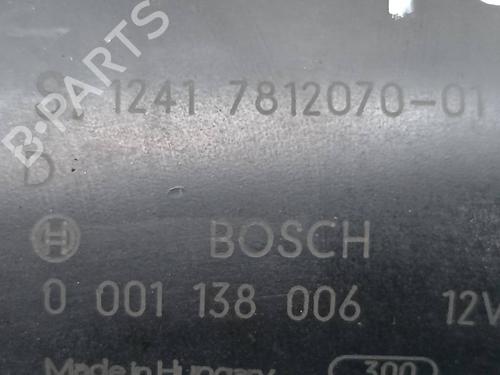 B-PARTS
1241 7812070-01
D
BOSCH
0 001 138 006 12V
Made in Hungary 300